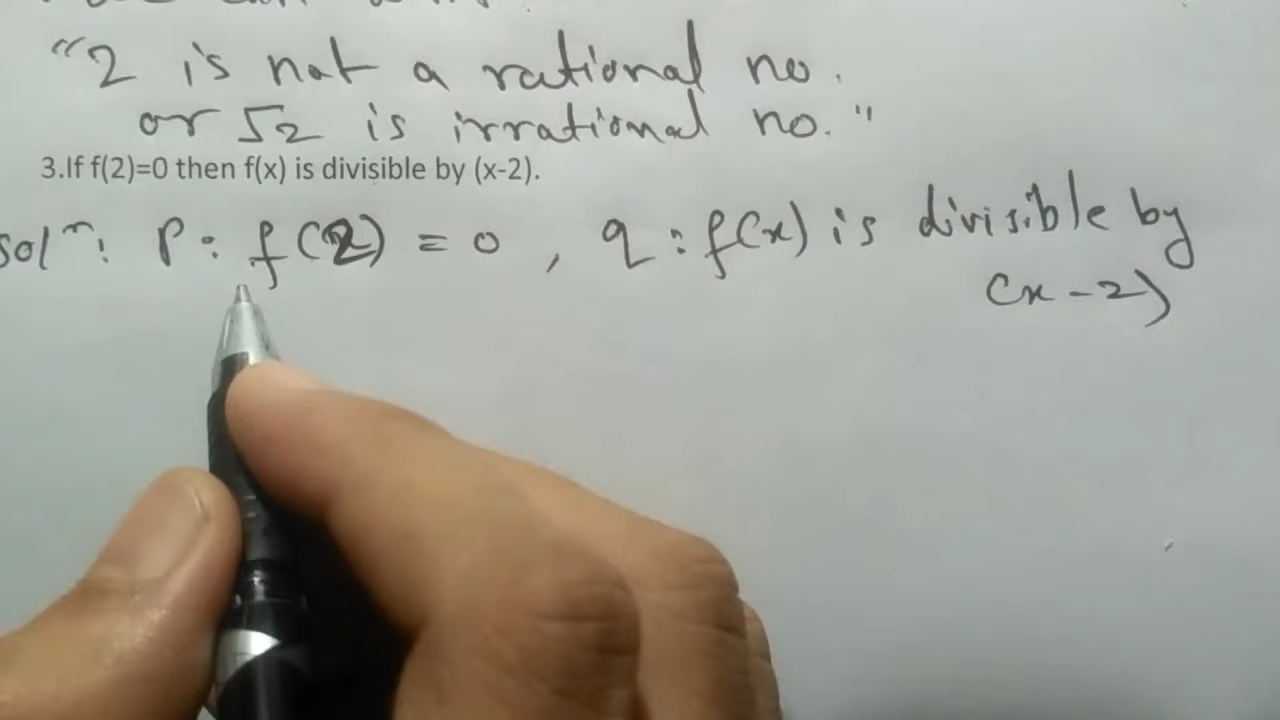 "2 is not a rational no.
or √2 is irrational no."
3.If f(2)=0 then f(x) is divisible by (x-2).
solⁿ: P: f(2) = 0, q: f(x) is divisible by
(x-2)